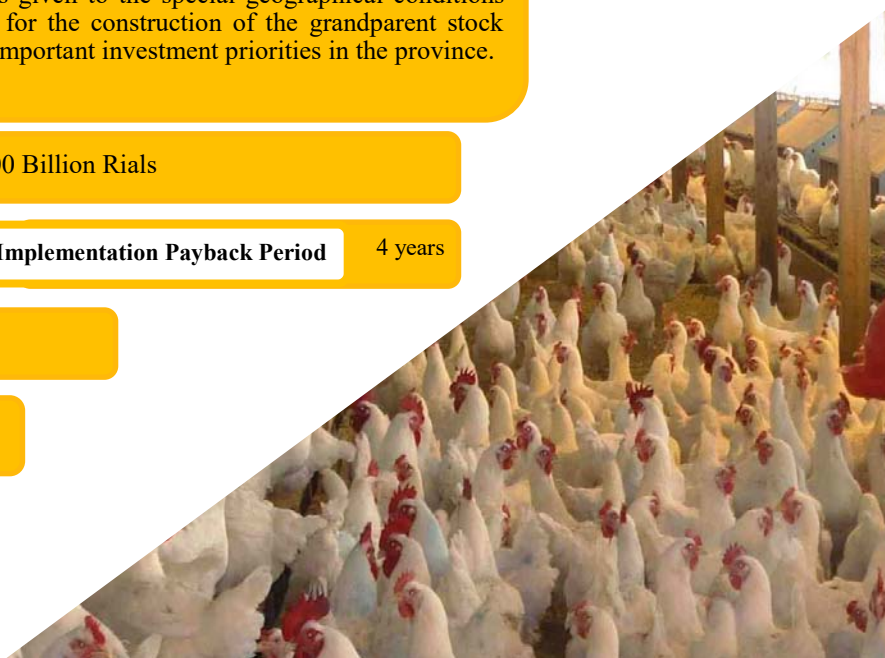 given to the special geographical conditions
for the construction of the grandparent stock
important investment priorities in the province.
0 Billion Rials
Implementation Payback Period 4 years